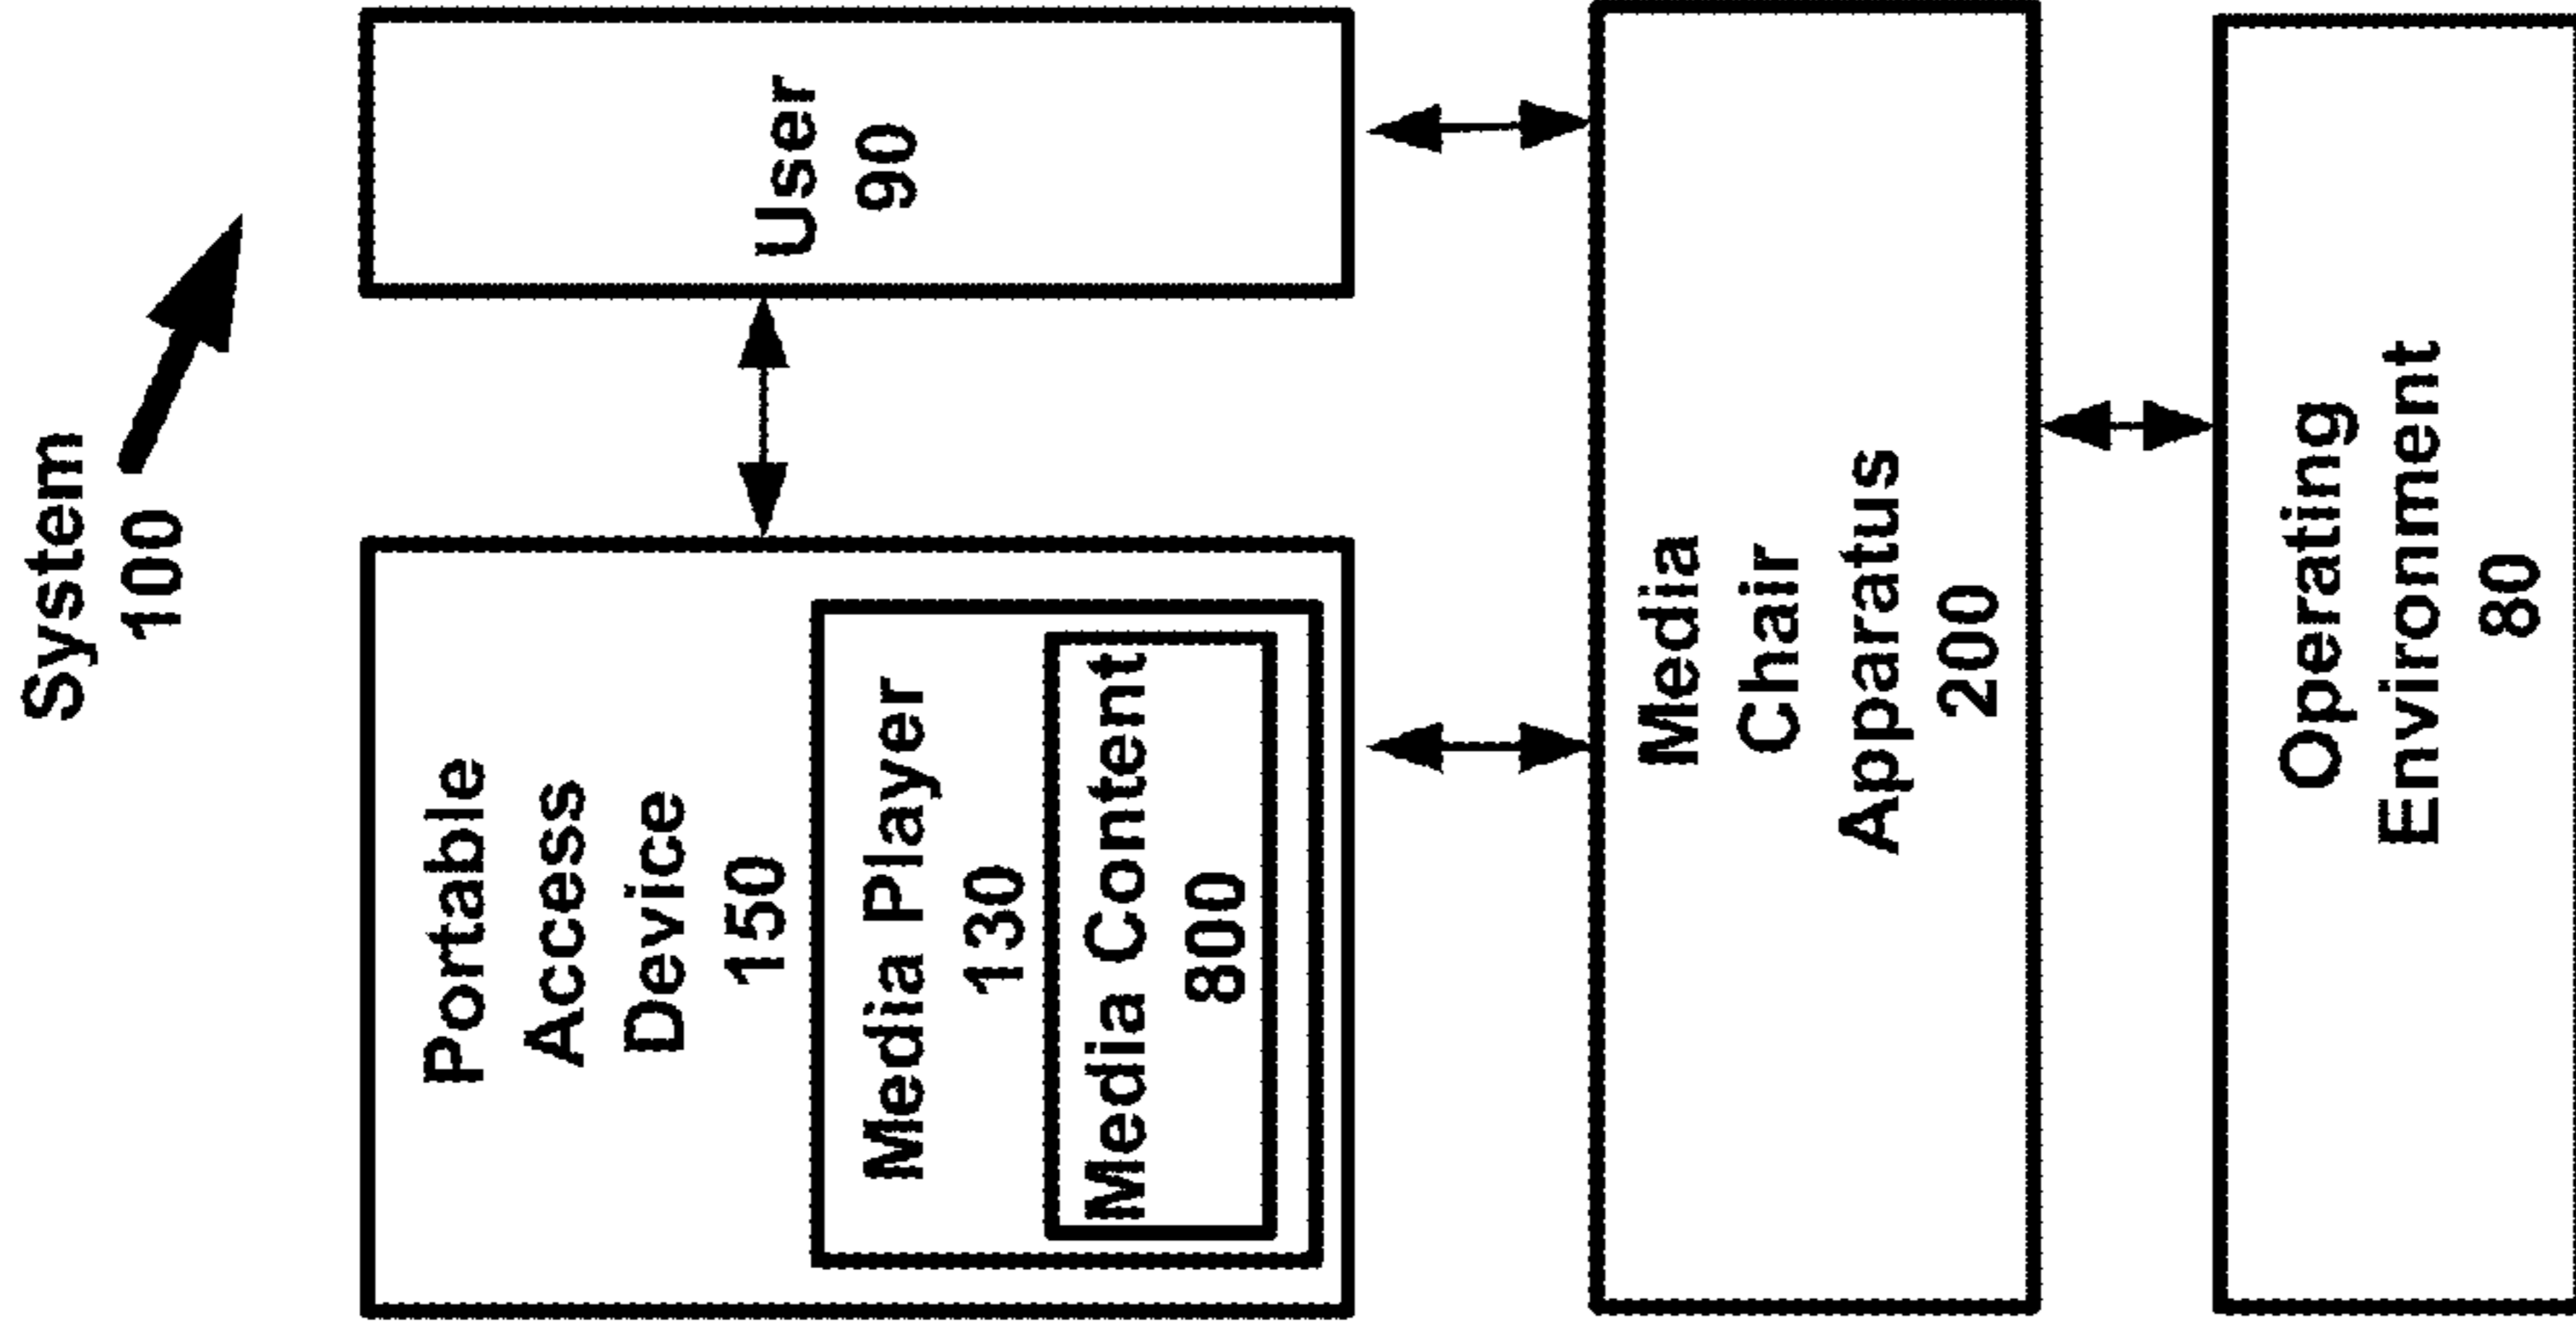 System
100
Portable
Access
Device
150
Media Player
130
Media Content
800
User
90
Media
Chair
Apparatus
200
Operating
Environment
80